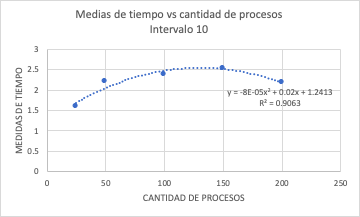 Medias de tiempo vs cantidad de procesos
Intervalo 10
3
2.5
2
1.5
1
0.5
0
MEDIDAS DE TIEMPO
y = -8E-05x² + 0.02x + 1.2413
R² = 0.9063
0 50 100 150 200 250
CANTIDAD DE PROCESOS